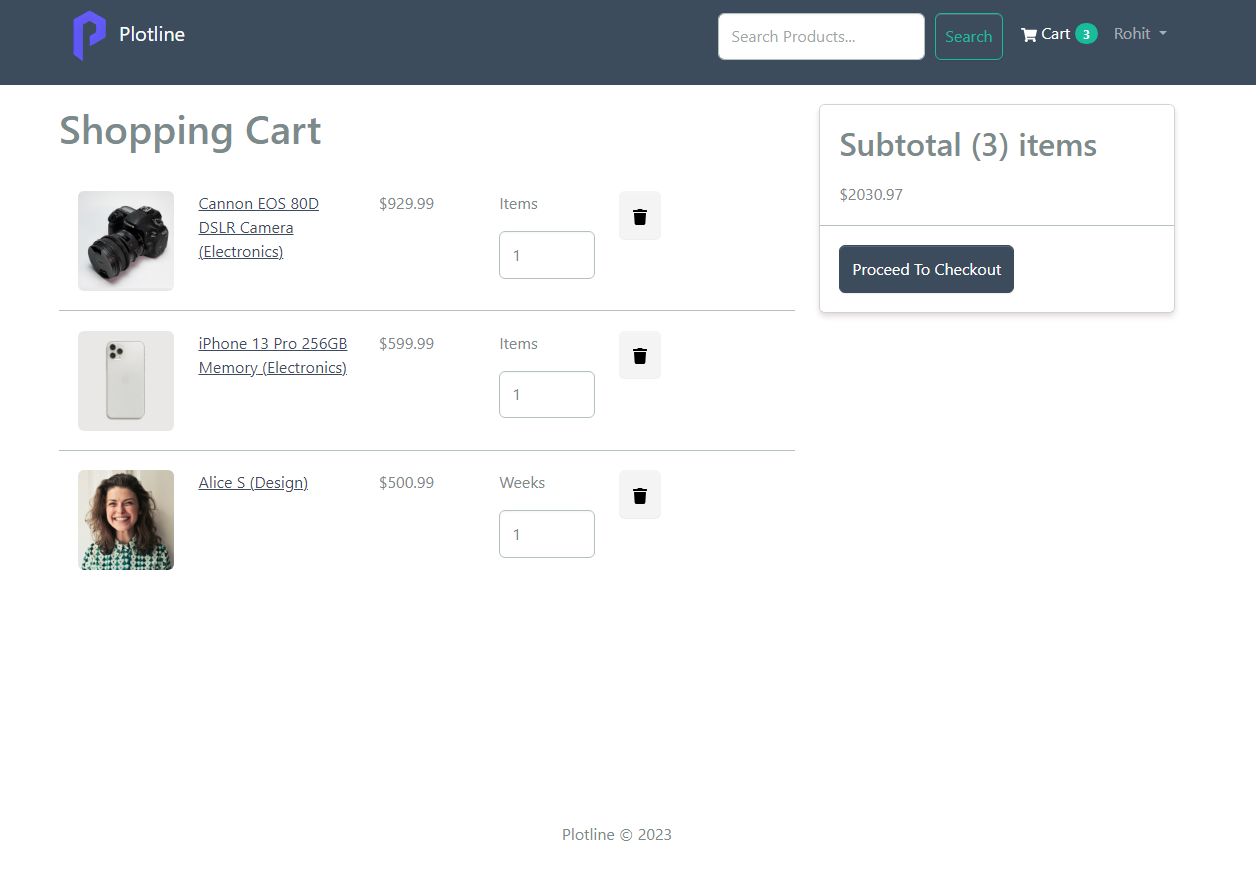 Plotline
Search Products...
Search
Cart 3
Rohit
Shopping Cart
Cannon EOS 80D
DSLR Camera
(Electronics)
$929.99
Items
1
iPhone 13 Pro 256GB
Memory (Electronics)
$599.99
Items
1
Alice S (Design)
$500.99
Weeks
1
Subtotal (3) items
$2030.97
Proceed To Checkout
Plotline © 2023